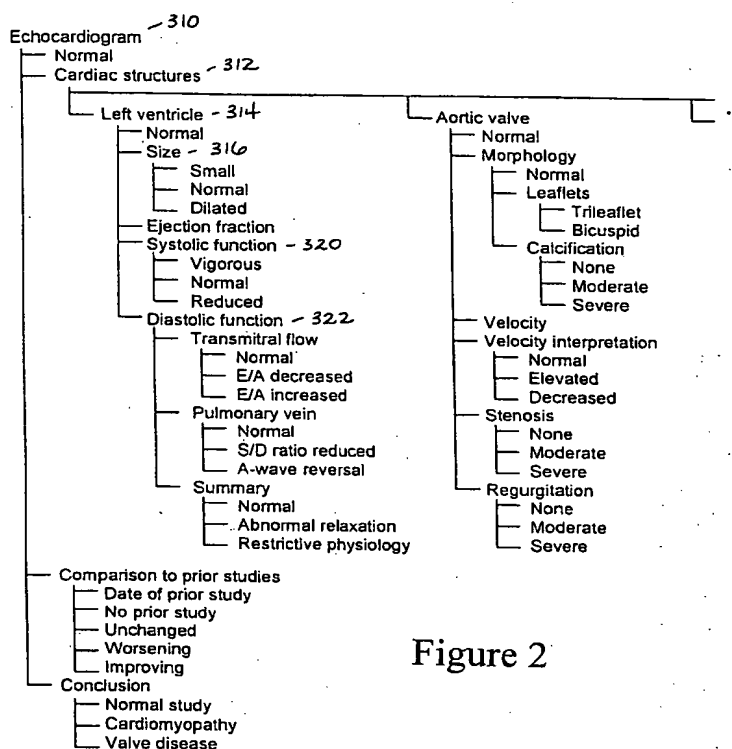 Echocardiogram - 310
Normal
Cardiac structures - 312
Left ventricle - 314
Normal
Size - 316
Small
Normal
Dilated
Ejection fraction
Systolic function - 320
Vigorous
Normal
Reduced
Diastolic function - 322
Transmitral flow
Normal
E/A decreased
E/A increased
Pulmonary vein
Normal
S/D ratio reduced
A-wave reversal
Summary
Normal
Abnormal relaxation
Restrictive physiology
Aortic valve
Normal
Morphology
Normal
Leaflets
Trileaflet
Bicuspid
Calcification
None
Moderate
Severe
Velocity
Velocity interpretation
Normal
Elevated
Decreased
Stenosis
None
Moderate
Severe
Regurgitation
None
Moderate
Severe
Comparison to prior studies
Date of prior study
No prior study
Unchanged
Worsening
Improving
Conclusion
Normal study
Cardiomyopathy
Valve disease
Figure 2